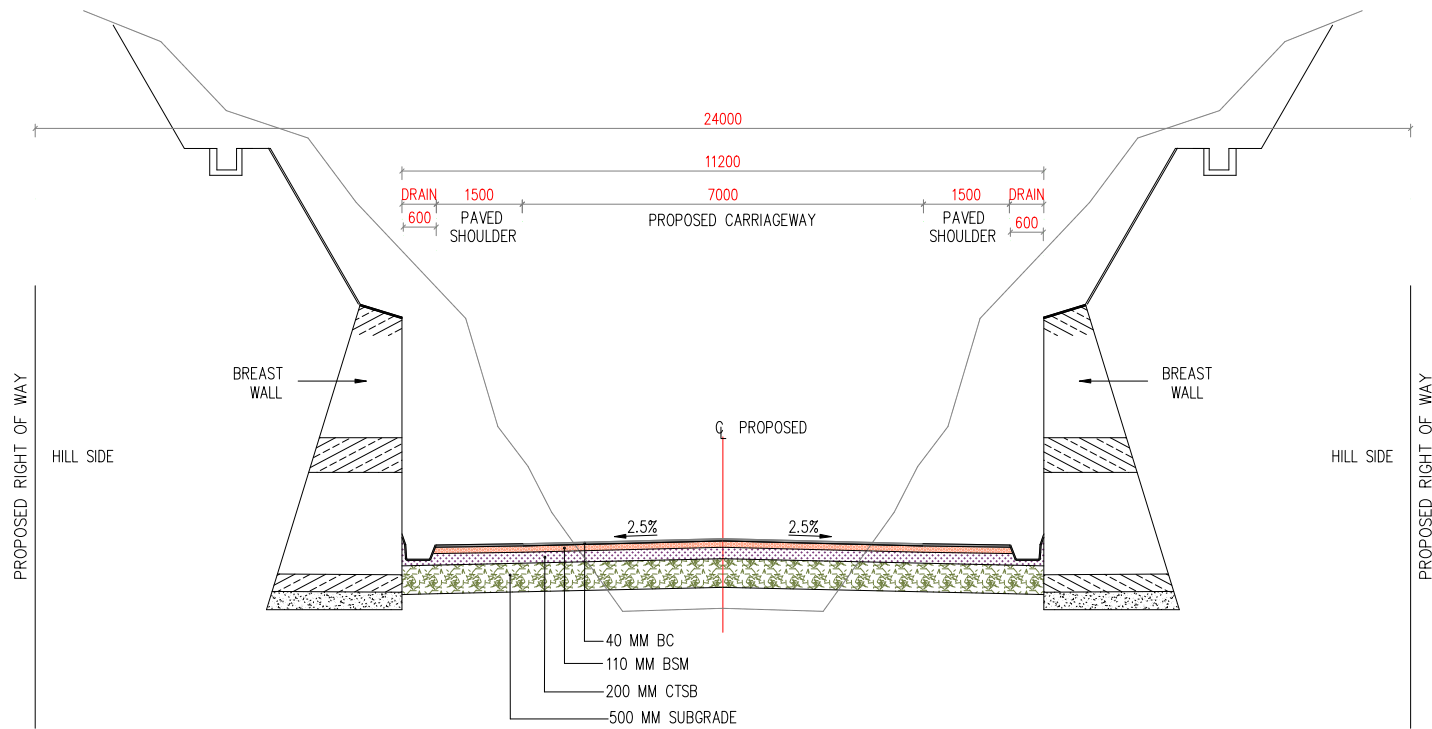 24000
11200
DRAIN
1500
7000
1500
DRAIN
600
PAVED
SHOULDER
PROPOSED CARRIAGEWAY
PAVED
SHOULDER
600
BREAST
WALL
BREAST
WALL
PROPOSED RIGHT OF WAY
HILL SIDE
℄ PROPOSED
HILL SIDE
PROPOSED RIGHT OF WAY
2.5%
2.5%
40 MM BC
110 MM BSM
200 MM CTSB
500 MM SUBGRADE